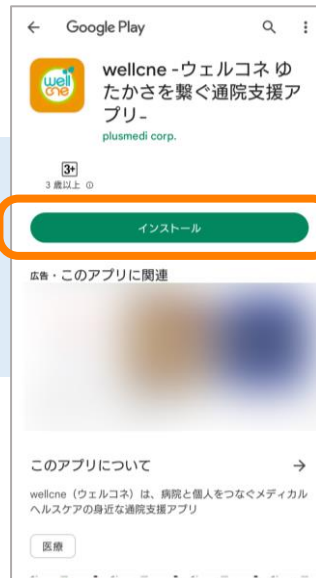 Google Play
well
cne
wellcne -ウェルコネ ゆ
たかさを繋ぐ通院支援ア
プリ-
plusmedi corp.
3+
3 歳以上
インストール
広告・このアプリに関連
このアプリについて
wellcne（ウェルコネ）は、病院と個人をつなぐメディカル
ヘルスケアの身近な通院支援アプリ
医療